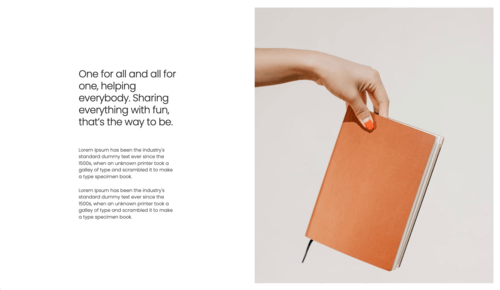 One for all and all for
one, helping
everybody. Sharing
everything with fun,
that's the way to be.
Lorem Ipsum has been the industry's
standard dummy text ever since the
1500s, when an unknown printer took a
galley of type and scrambled it to make
a type specimen book.
Lorem Ipsum has been the industry's
standard dummy text ever since the
1500s, when an unknown printer took a
galley of type and scrambled it to make
a type specimen book.